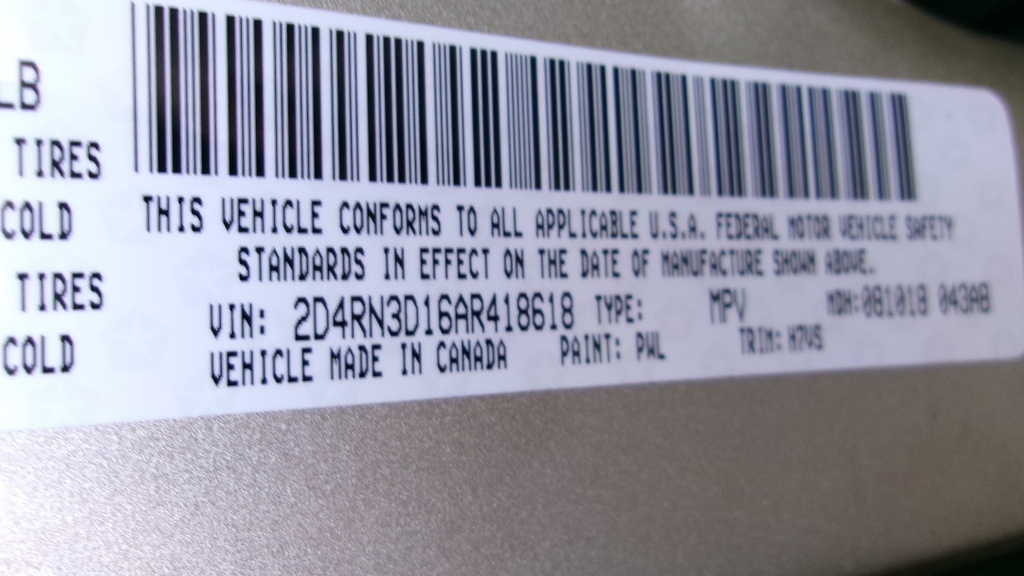 LB
TIRES
COLD
TIRES
COLD
THIS VEHICLE CONFORMS TO ALL APPLICABLE U.S.A. FEDERAL MOTOR VEHICLE SAFETY
STANDARDS IN EFFECT ON THE DATE OF MANUFACTURE SHOWN ABOVE.
VIN: 2D4RN3D16AR418618 TYPE: MPV MDH:081018 043AB
VEHICLE MADE IN CANADA PAINT: PWL TRIM: H7VS